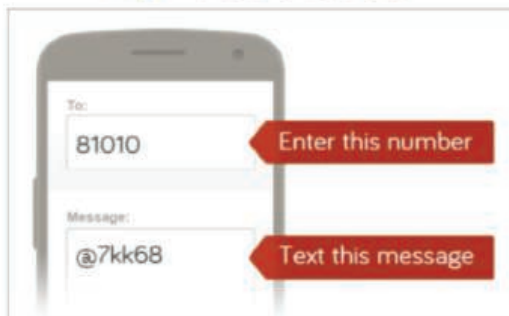 To:
81010
Enter this number
Message:
@7kk68
Text this message